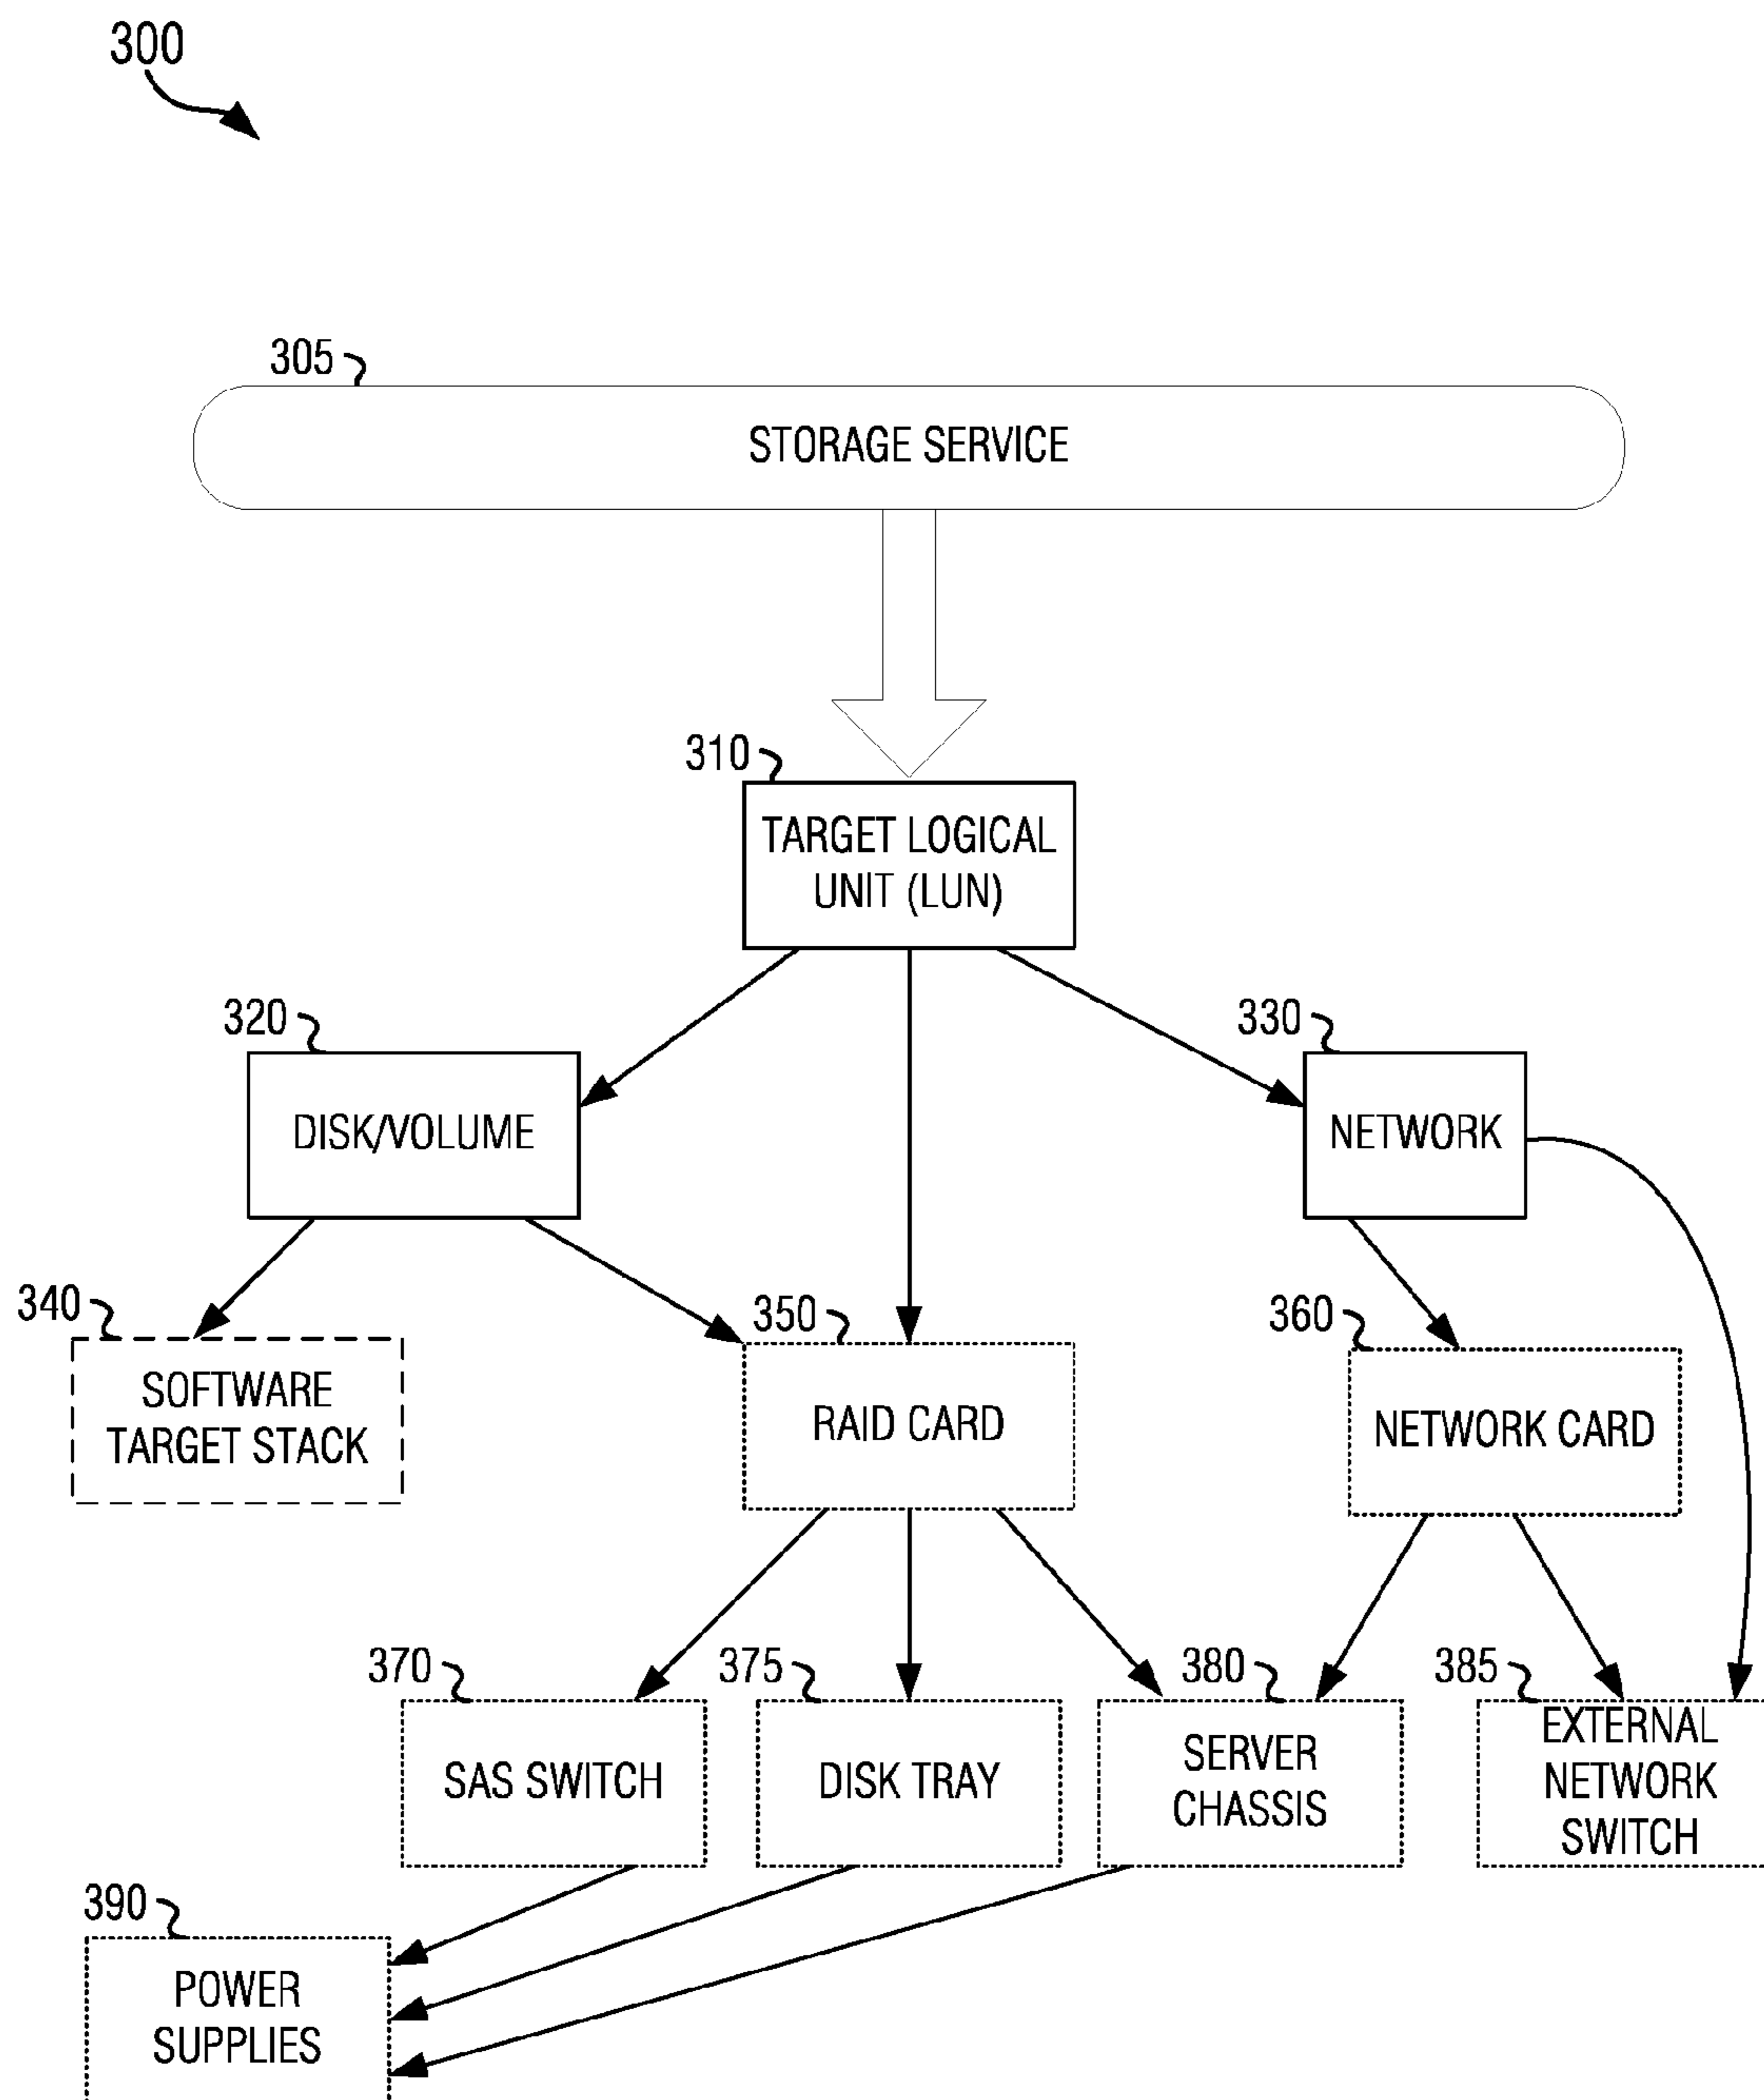 300
305
STORAGE SERVICE
310
TARGET LOGICAL
UNIT (LUN)
320
330
DISK/VOLUME
NETWORK
340
350
360
SOFTWARE
TARGET STACK
RAID CARD
NETWORK CARD
370
375
380
385
SAS SWITCH
DISK TRAY
SERVER
CHASSIS
EXTERNAL
NETWORK
SWITCH
390
POWER
SUPPLIES